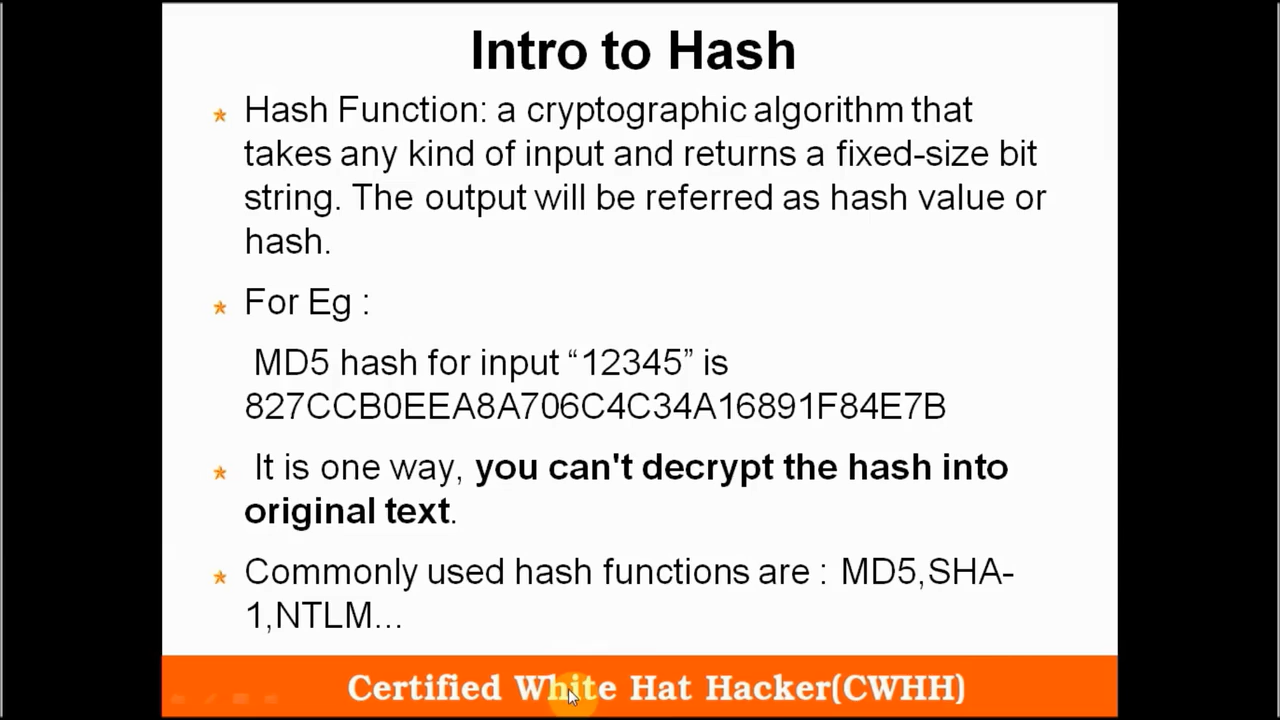 Intro to Hash
Hash Function: a cryptographic algorithm that
takes any kind of input and returns a fixed-size bit
string. The output will be referred as hash value or
hash.
For Eg :
MD5 hash for input “12345” is
827CCB0EEA8A706C4C34A16891F84E7B
It is one way, you can't decrypt the hash into
original text.
Commonly used hash functions are : MD5,SHA-
1,NTLM...
Certified White Hat Hacker(CWHH)